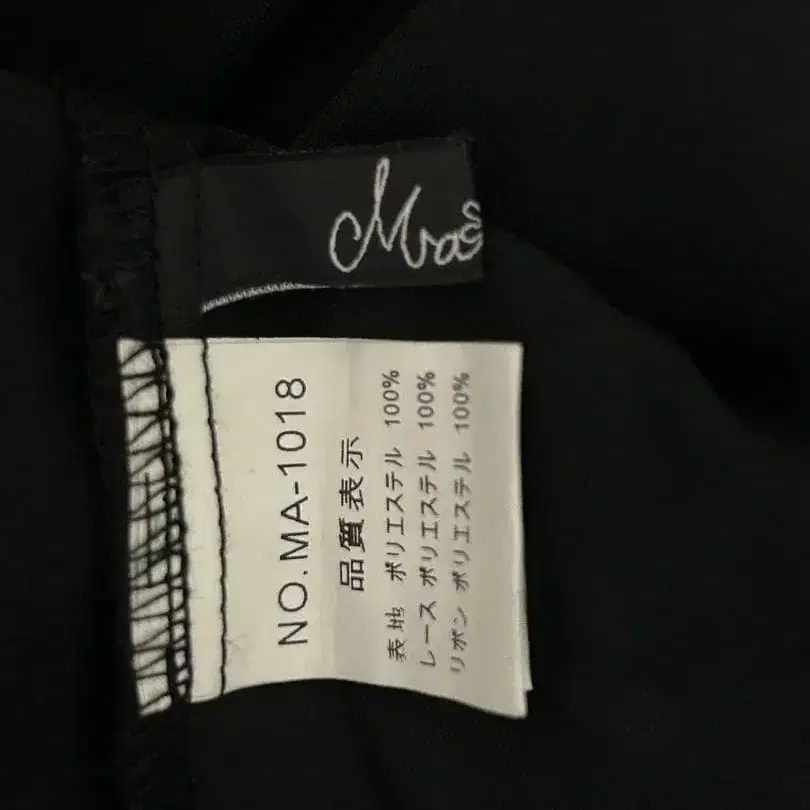 NO.MA-1018
品質表示
表地 ポリエステル 100%
レース ポリエステル 100%
リボン ポリエステル 100%